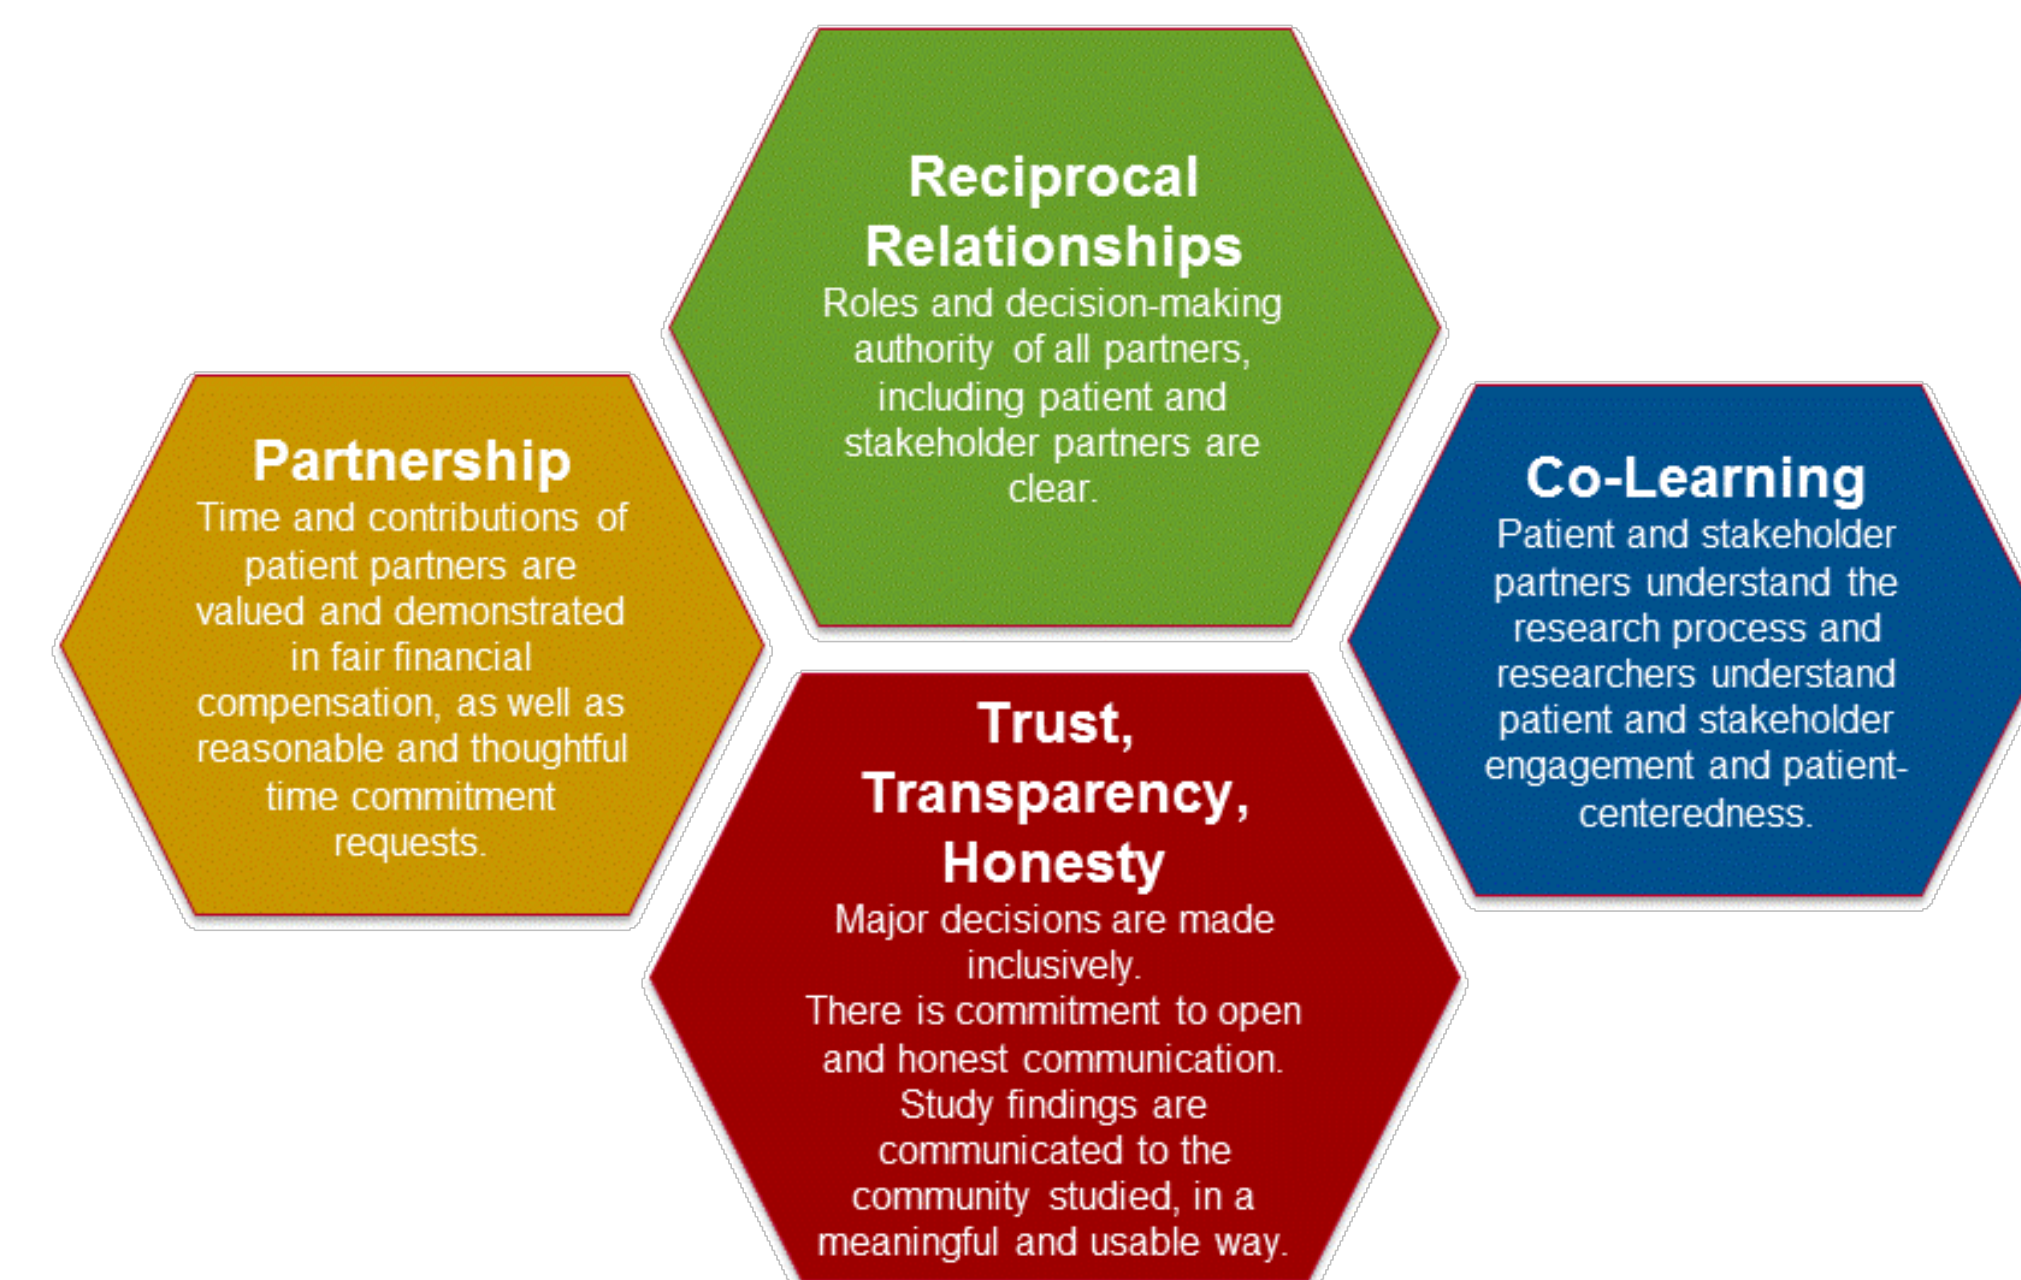 Reciprocal
Relationships
Roles and decision-making
authority of all partners,
including patient and
stakeholder partners are
clear.
Partnership
Time and contributions of
patient partners are
valued and demonstrated
in fair financial
compensation, as well as
reasonable and thoughtful
time commitment
requests.
Co-Learning
Patient and stakeholder
partners understand the
research process and
researchers understand
patient and stakeholder
engagement and patient-
centeredness.
Trust,
Transparency,
Honesty
Major decisions are made
inclusively.
There is commitment to open
and honest communication.
Study findings are
communicated to the
community studied, in a
meaningful and usable way.